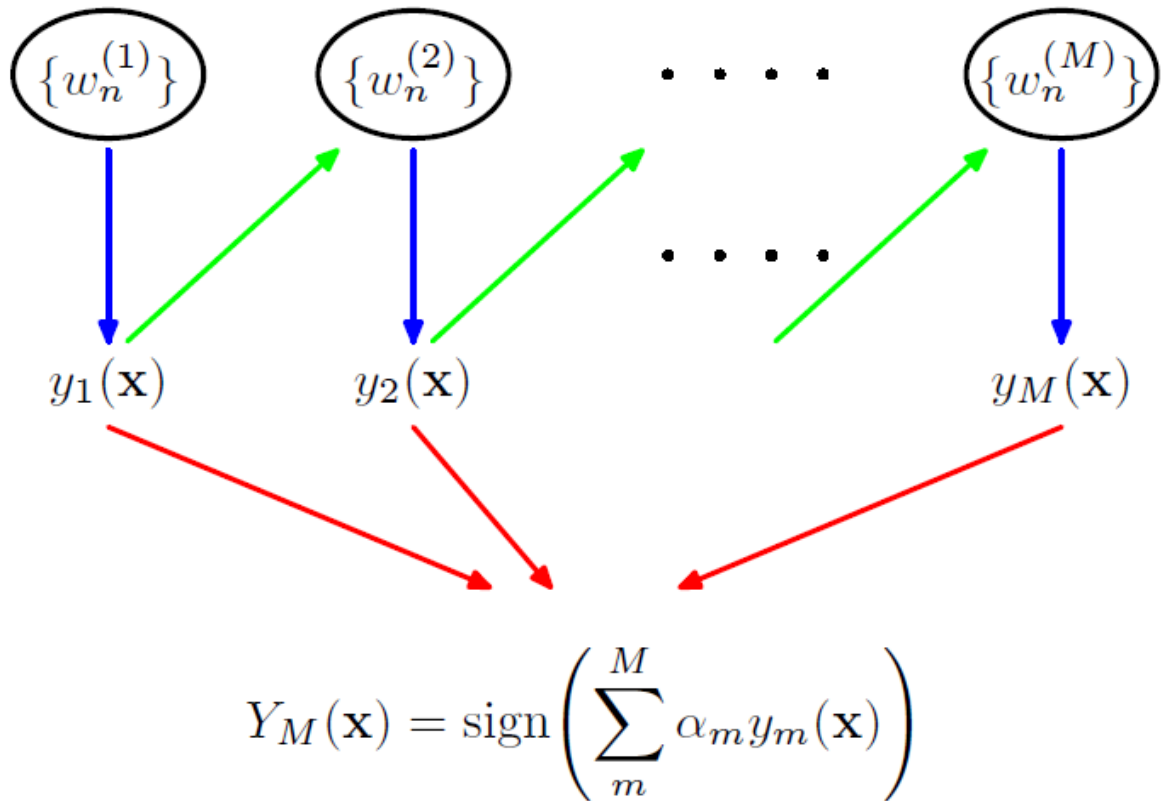 {w_n^{(1)}} {w_n^{(2)}} . . . . {w_n^{(M)}}
. . . .
y_1(x) y_2(x) y_M(x)
Y_M(x) = sign(∑_m^M α_m y_m(x))